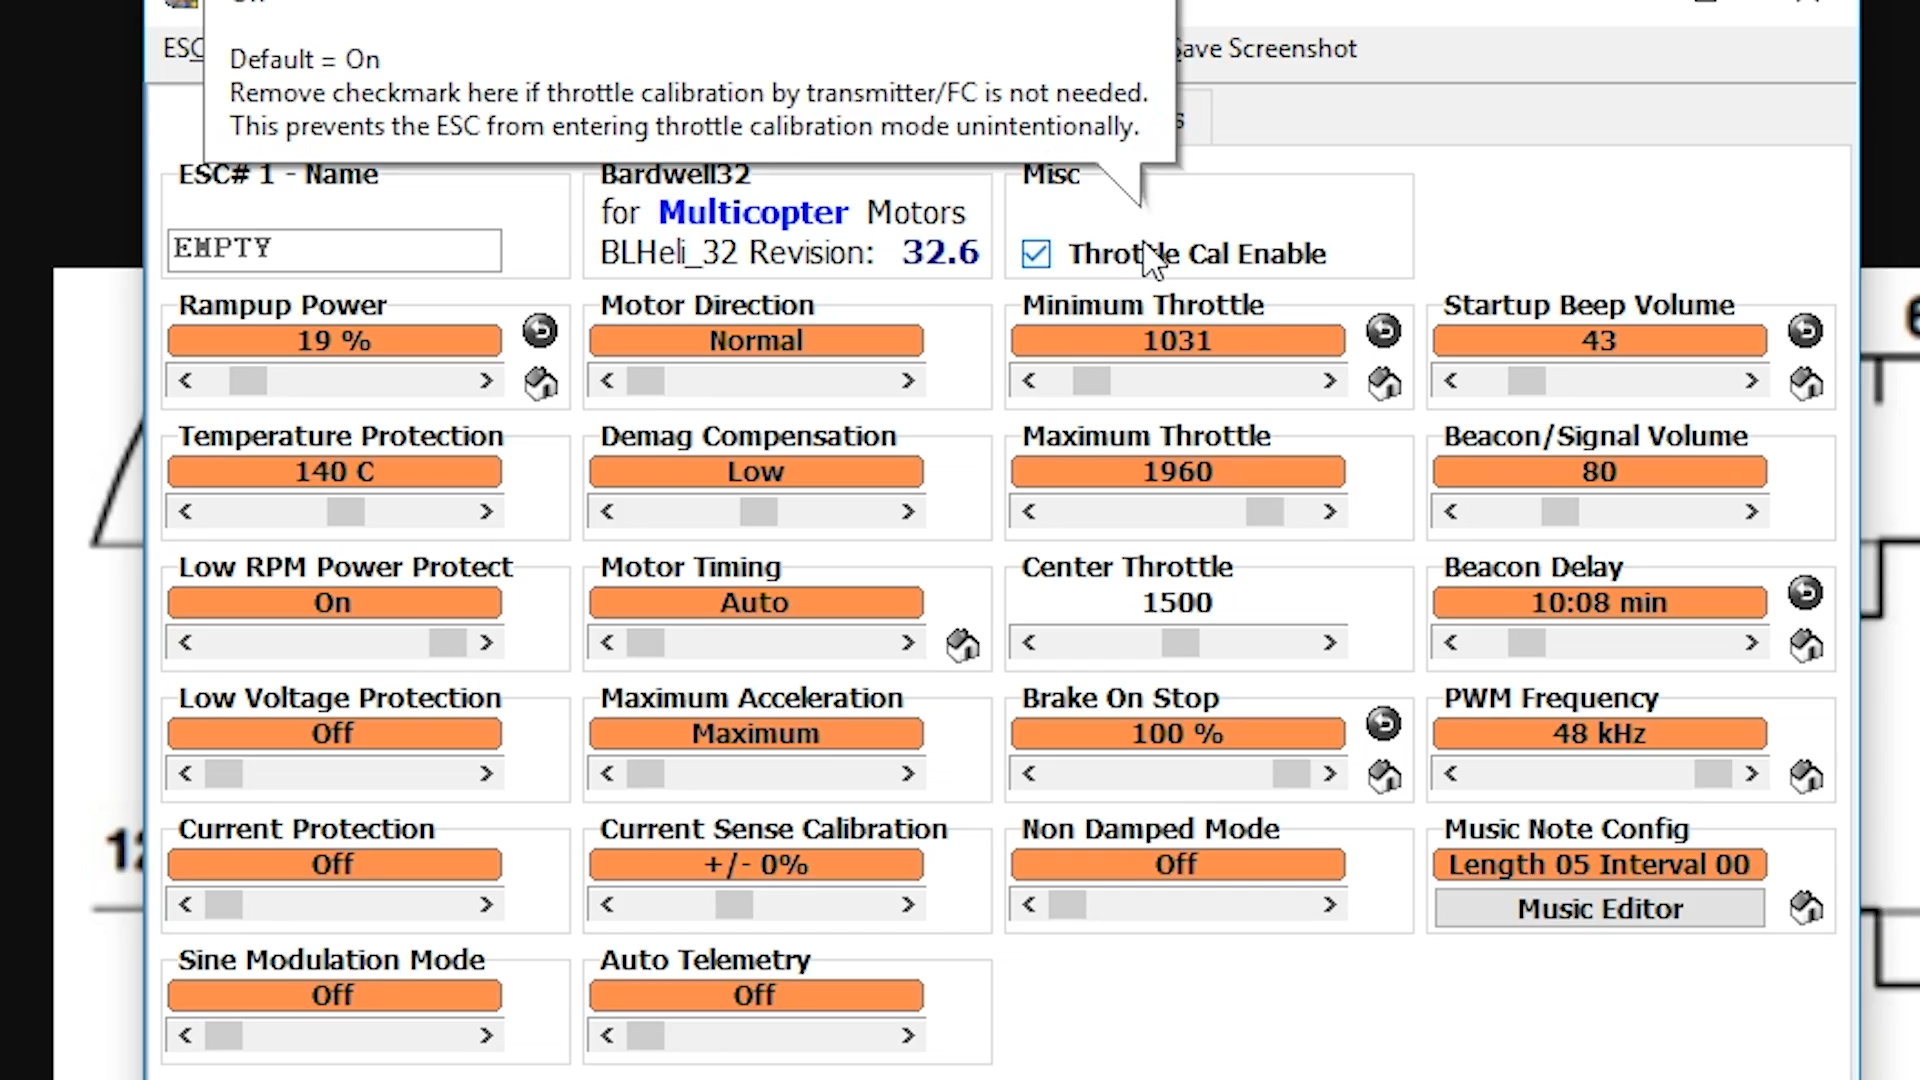 Default = On
Remove checkmark here if throttle calibration by transmitter/FC is not needed.
This prevents the ESC from entering throttle calibration mode unintentionally.
ESC
Save Screenshot
ESC# 1 - Name
EMPTY
Bardwell32
for Multicopter Motors
BLHeli_32 Revision: 32.6
Misc
Throttle Cal Enable
Rampup Power
19 %
Motor Direction
Normal
Minimum Throttle
1031
Startup Beep Volume
43
Temperature Protection
140 C
Demag Compensation
Low
Maximum Throttle
1960
Beacon/Signal Volume
80
Low RPM Power Protect
On
Motor Timing
Auto
Center Throttle
1500
Beacon Delay
10:08 min
Low Voltage Protection
Off
Maximum Acceleration
Maximum
Brake On Stop
100 %
PWM Frequency
48 kHz
Current Protection
Off
Current Sense Calibration
+/- 0%
Non Damped Mode
Off
Music Note Config
Length 05 Interval 00
Music Editor
Sine Modulation Mode
Off
Auto Telemetry
Off